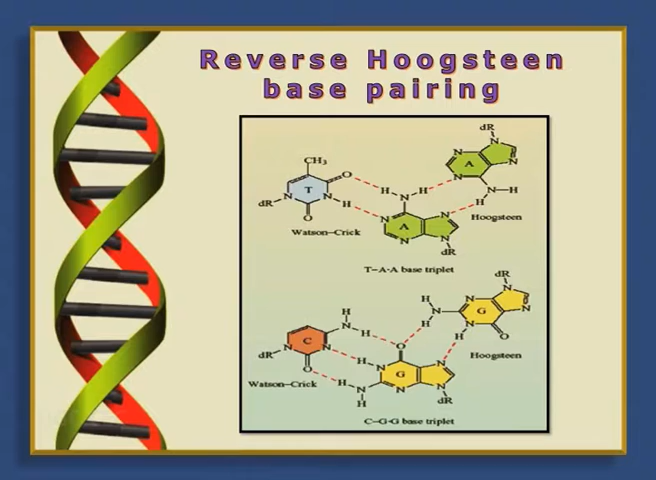 Reverse Hoogsteen
base pairing
dR
N
N
A
N
N
CH₃
O
H
H
N
H
N–H
T
H
dR
N
N
H
N
N
Hoogsteen
O
A
N
N
Watson–Crick
dR
T–A·A base triplet
dR
H
N
N
H
N
G
N
H
N
H
N
H
O
C
O
H
dR
N
N
H
N
N
Hoogsteen
G
O
Watson–Crick
H
N
N
N
H
dR
C–G·G base triplet